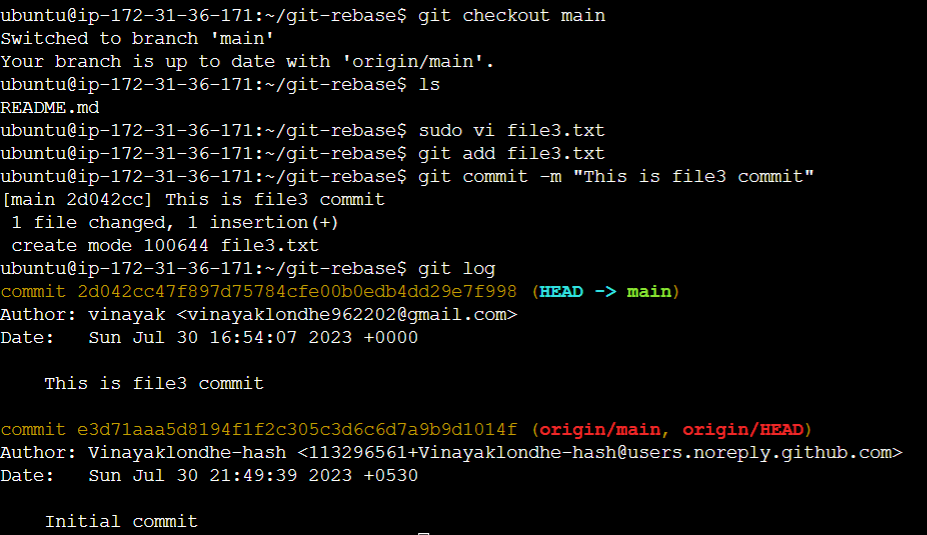 ubuntu@ip-172-31-36-171:~/git-rebase$ git checkout main
Switched to branch 'main'
Your branch is up to date with 'origin/main'.
ubuntu@ip-172-31-36-171:~/git-rebase$ ls
README.md
ubuntu@ip-172-31-36-171:~/git-rebase$ sudo vi file3.txt
ubuntu@ip-172-31-36-171:~/git-rebase$ git add file3.txt
ubuntu@ip-172-31-36-171:~/git-rebase$ git commit -m "This is file3 commit"
[main 2d042cc] This is file3 commit
 1 file changed, 1 insertion(+)
 create mode 100644 file3.txt
ubuntu@ip-172-31-36-171:~/git-rebase$ git log
commit 2d042cc47f897d75784cfe00b0edb4dd29e7f998 (HEAD -> main)
Author: vinayak <vinayaklondhe962202@gmail.com>
Date:   Sun Jul 30 16:54:07 2023 +0000

    This is file3 commit

commit e3d71aaa5d8194f1f2c305c3d6c6d7a9b9d1014f (origin/main, origin/HEAD)
Author: Vinayaklondhe-hash <113296561+Vinayaklondhe-hash@users.noreply.github.com>
Date:   Sun Jul 30 21:49:39 2023 +0530

    Initial commit